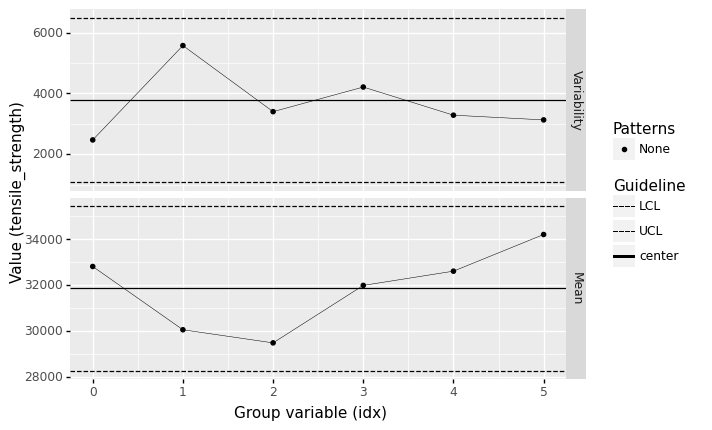 6000
4000
2000
Variability
34000
32000
30000
28000
Mean
Value (tensile_strength)
0 1 2 3 4 5
Group variable (idx)
Patterns
None
Guideline
LCL
UCL
center